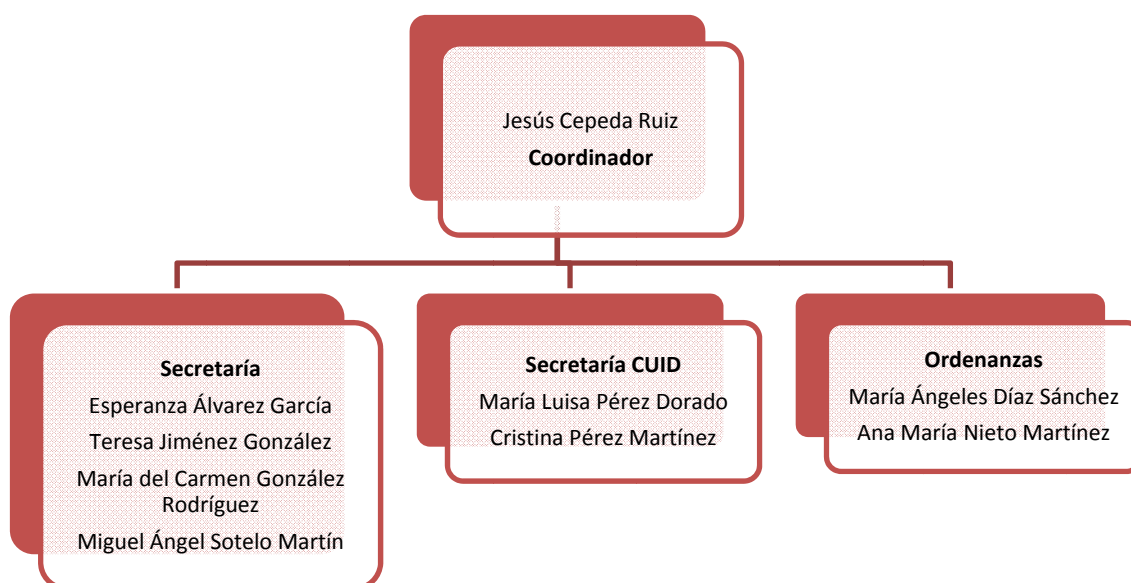 Jesús Cepeda Ruiz
Coordinador
Secretaría
Esperanza Álvarez García
Teresa Jiménez González
María del Carmen González
Rodríguez
Miguel Ángel Sotelo Martín
Secretaría CUID
María Luisa Pérez Dorado
Cristina Pérez Martínez
Ordenanzas
María Ángeles Díaz Sánchez
Ana María Nieto Martínez